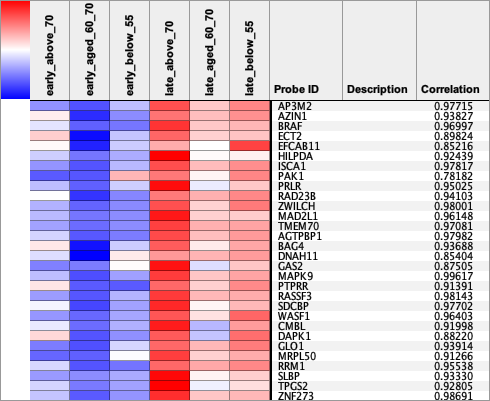 early_above_70
early_aged_60_70
early_below_55
late_above_70
late_aged_60_70
late_below_55
Probe ID Description Correlation
AP3M2 0.97715
AZIN1 0.93827
BRAF 0.96997
ECT2 0.89824
EFCAB11 0.85216
HILPDA 0.92439
ISCA1 0.97817
PAK1 0.78182
PRLR 0.95025
RAD23B 0.94103
ZWILCH 0.98001
MAD2L1 0.96148
TMEM70 0.97081
AGTPBP1 0.97982
BAG4 0.93688
DNAH11 0.85404
GAS2 0.87505
MAPK9 0.99617
PTPRR 0.91391
RASSF3 0.98143
SDCBP 0.97702
WASF1 0.96403
CMBL 0.91998
DAPK1 0.88220
GLO1 0.93914
MRPL50 0.91266
RRM1 0.95538
SLBP 0.93330
TPGS2 0.92805
ZNF273 0.98691